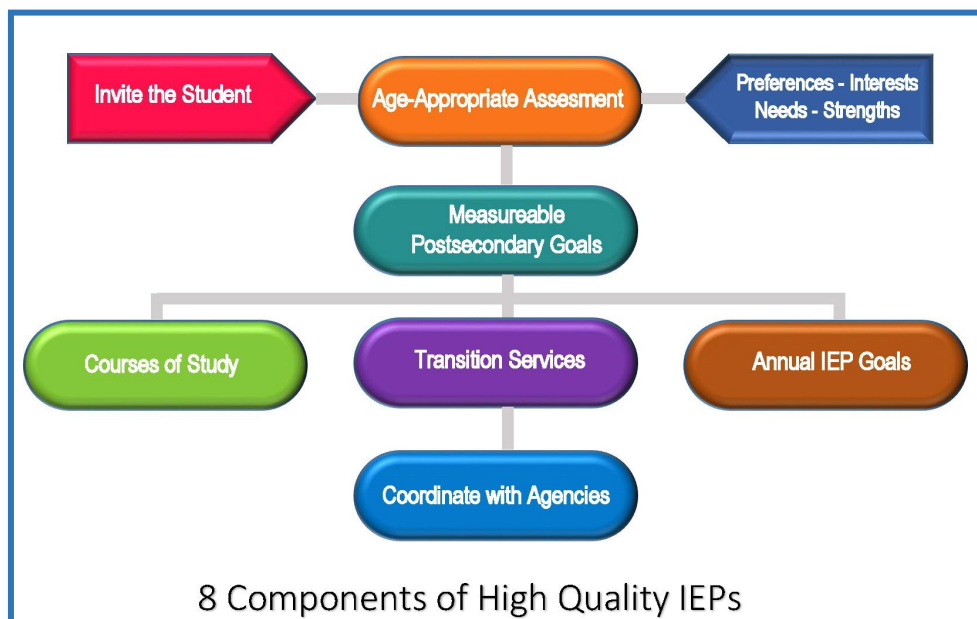 Invite the Student
Age-Appropriate Assesment
Preferences - Interests
Needs - Strengths
Measureable
Postsecondary Goals
Courses of Study
Transition Services
Annual IEP Goals
Coordinate with Agencies
8 Components of High Quality IEPs